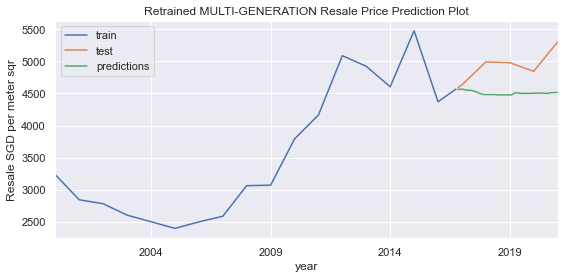 Retrained MULTI-GENERATION Resale Price Prediction Plot
train
test
predictions
5500
5000
4500
4000
3500
3000
2500
Resale SGD per meter sqr
2004
2009
2014
2019
year